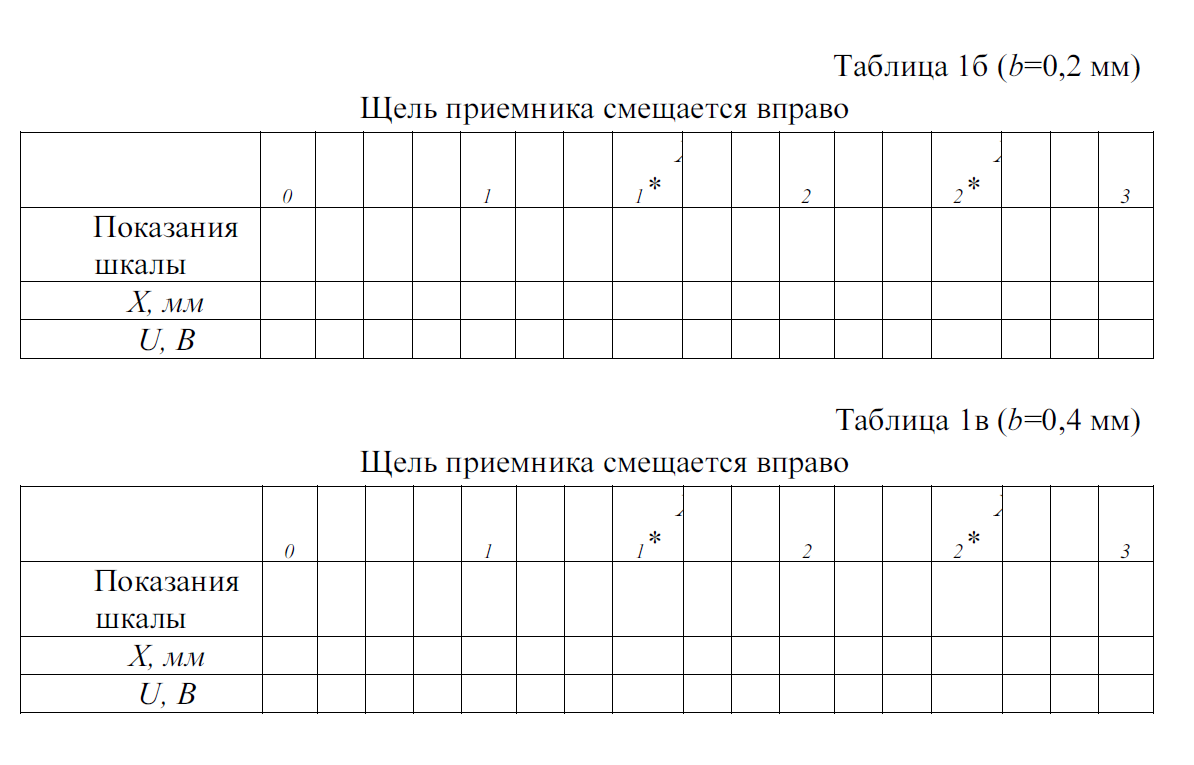 Таблица 1б (b=0,2 мм)
Щель приемника смещается вправо
0 1 1* 2 2* 3
Показания
шкалы
X, мм
U, В
Таблица 1в (b=0,4 мм)
Щель приемника смещается вправо
0 1 1* 2 2* 3
Показания
шкалы
X, мм
U, В